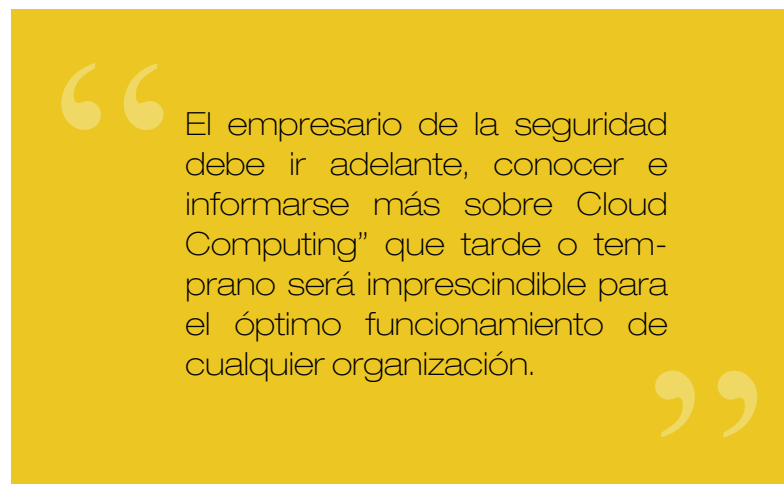 “
El empresario de la seguridad
debe ir adelante, conocer e
informarse más sobre Cloud
Computing” que tarde o tem-
prano será imprescindible para
el óptimo funcionamiento de
cualquier organización.
”